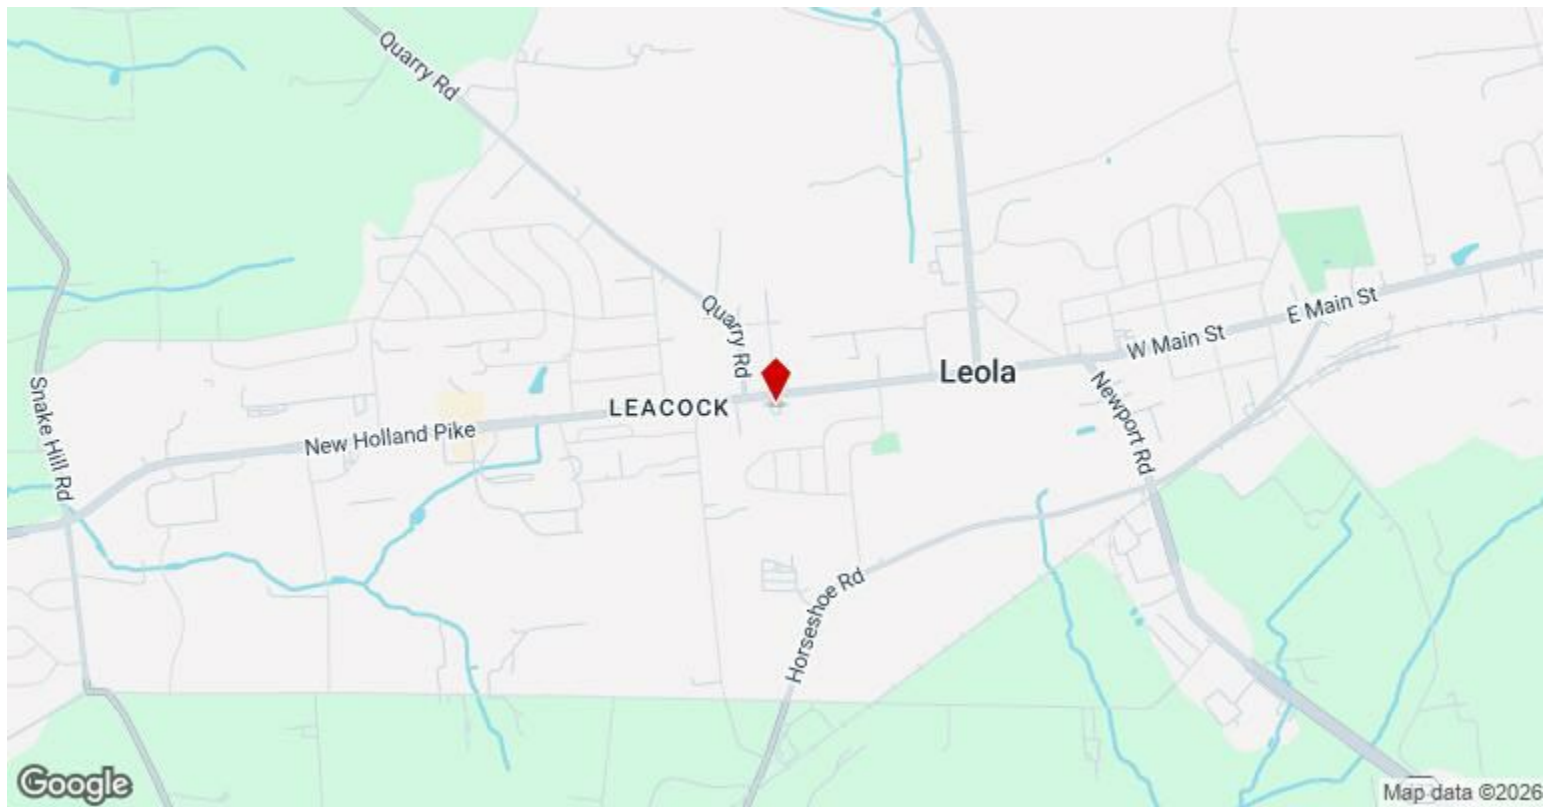 Quarry Rd
Quarry Rd
E Main St
W Main St
Leola
Newport Rd
Snake Hill Rd
LEACOCK
New Holland Pike
Horseshoe Rd
Google
Map data ©2026